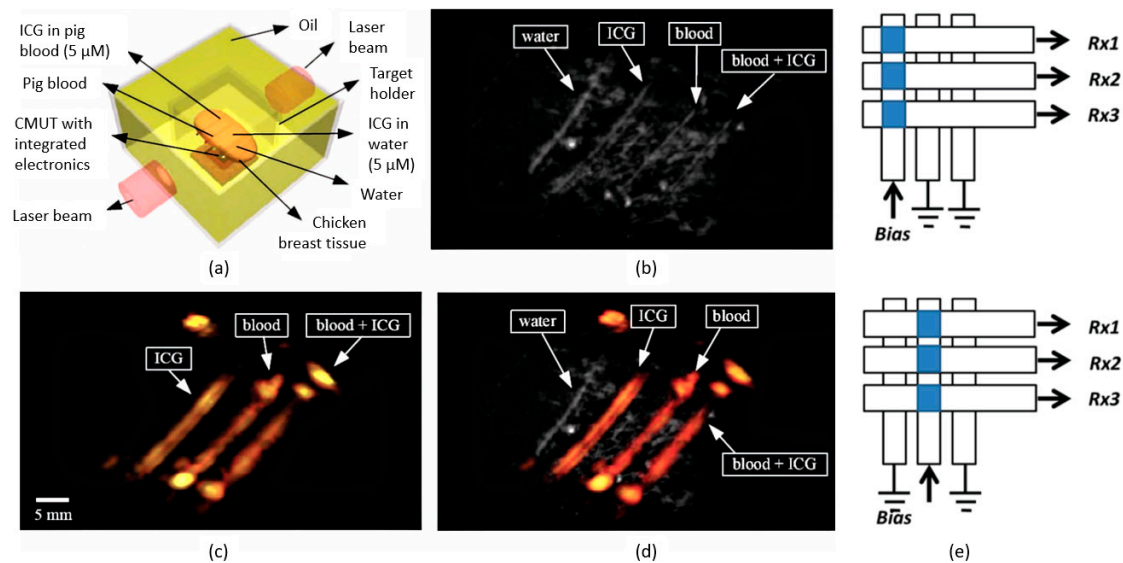 ICG in pig
blood (5 µM)
Pig blood
CMUT with
integrated
electronics
Laser beam
Oil
Laser
beam
Target
holder
ICG in
water
(5 µM)
Water
Chicken
breast tissue
(a)
water
ICG
blood
blood + ICG
(b)
Rx1
Rx2
Rx3
Bias
ICG
blood
blood + ICG
5 mm
(c)
water
ICG
blood
blood + ICG
(d)
Rx1
Rx2
Rx3
Bias
(e)